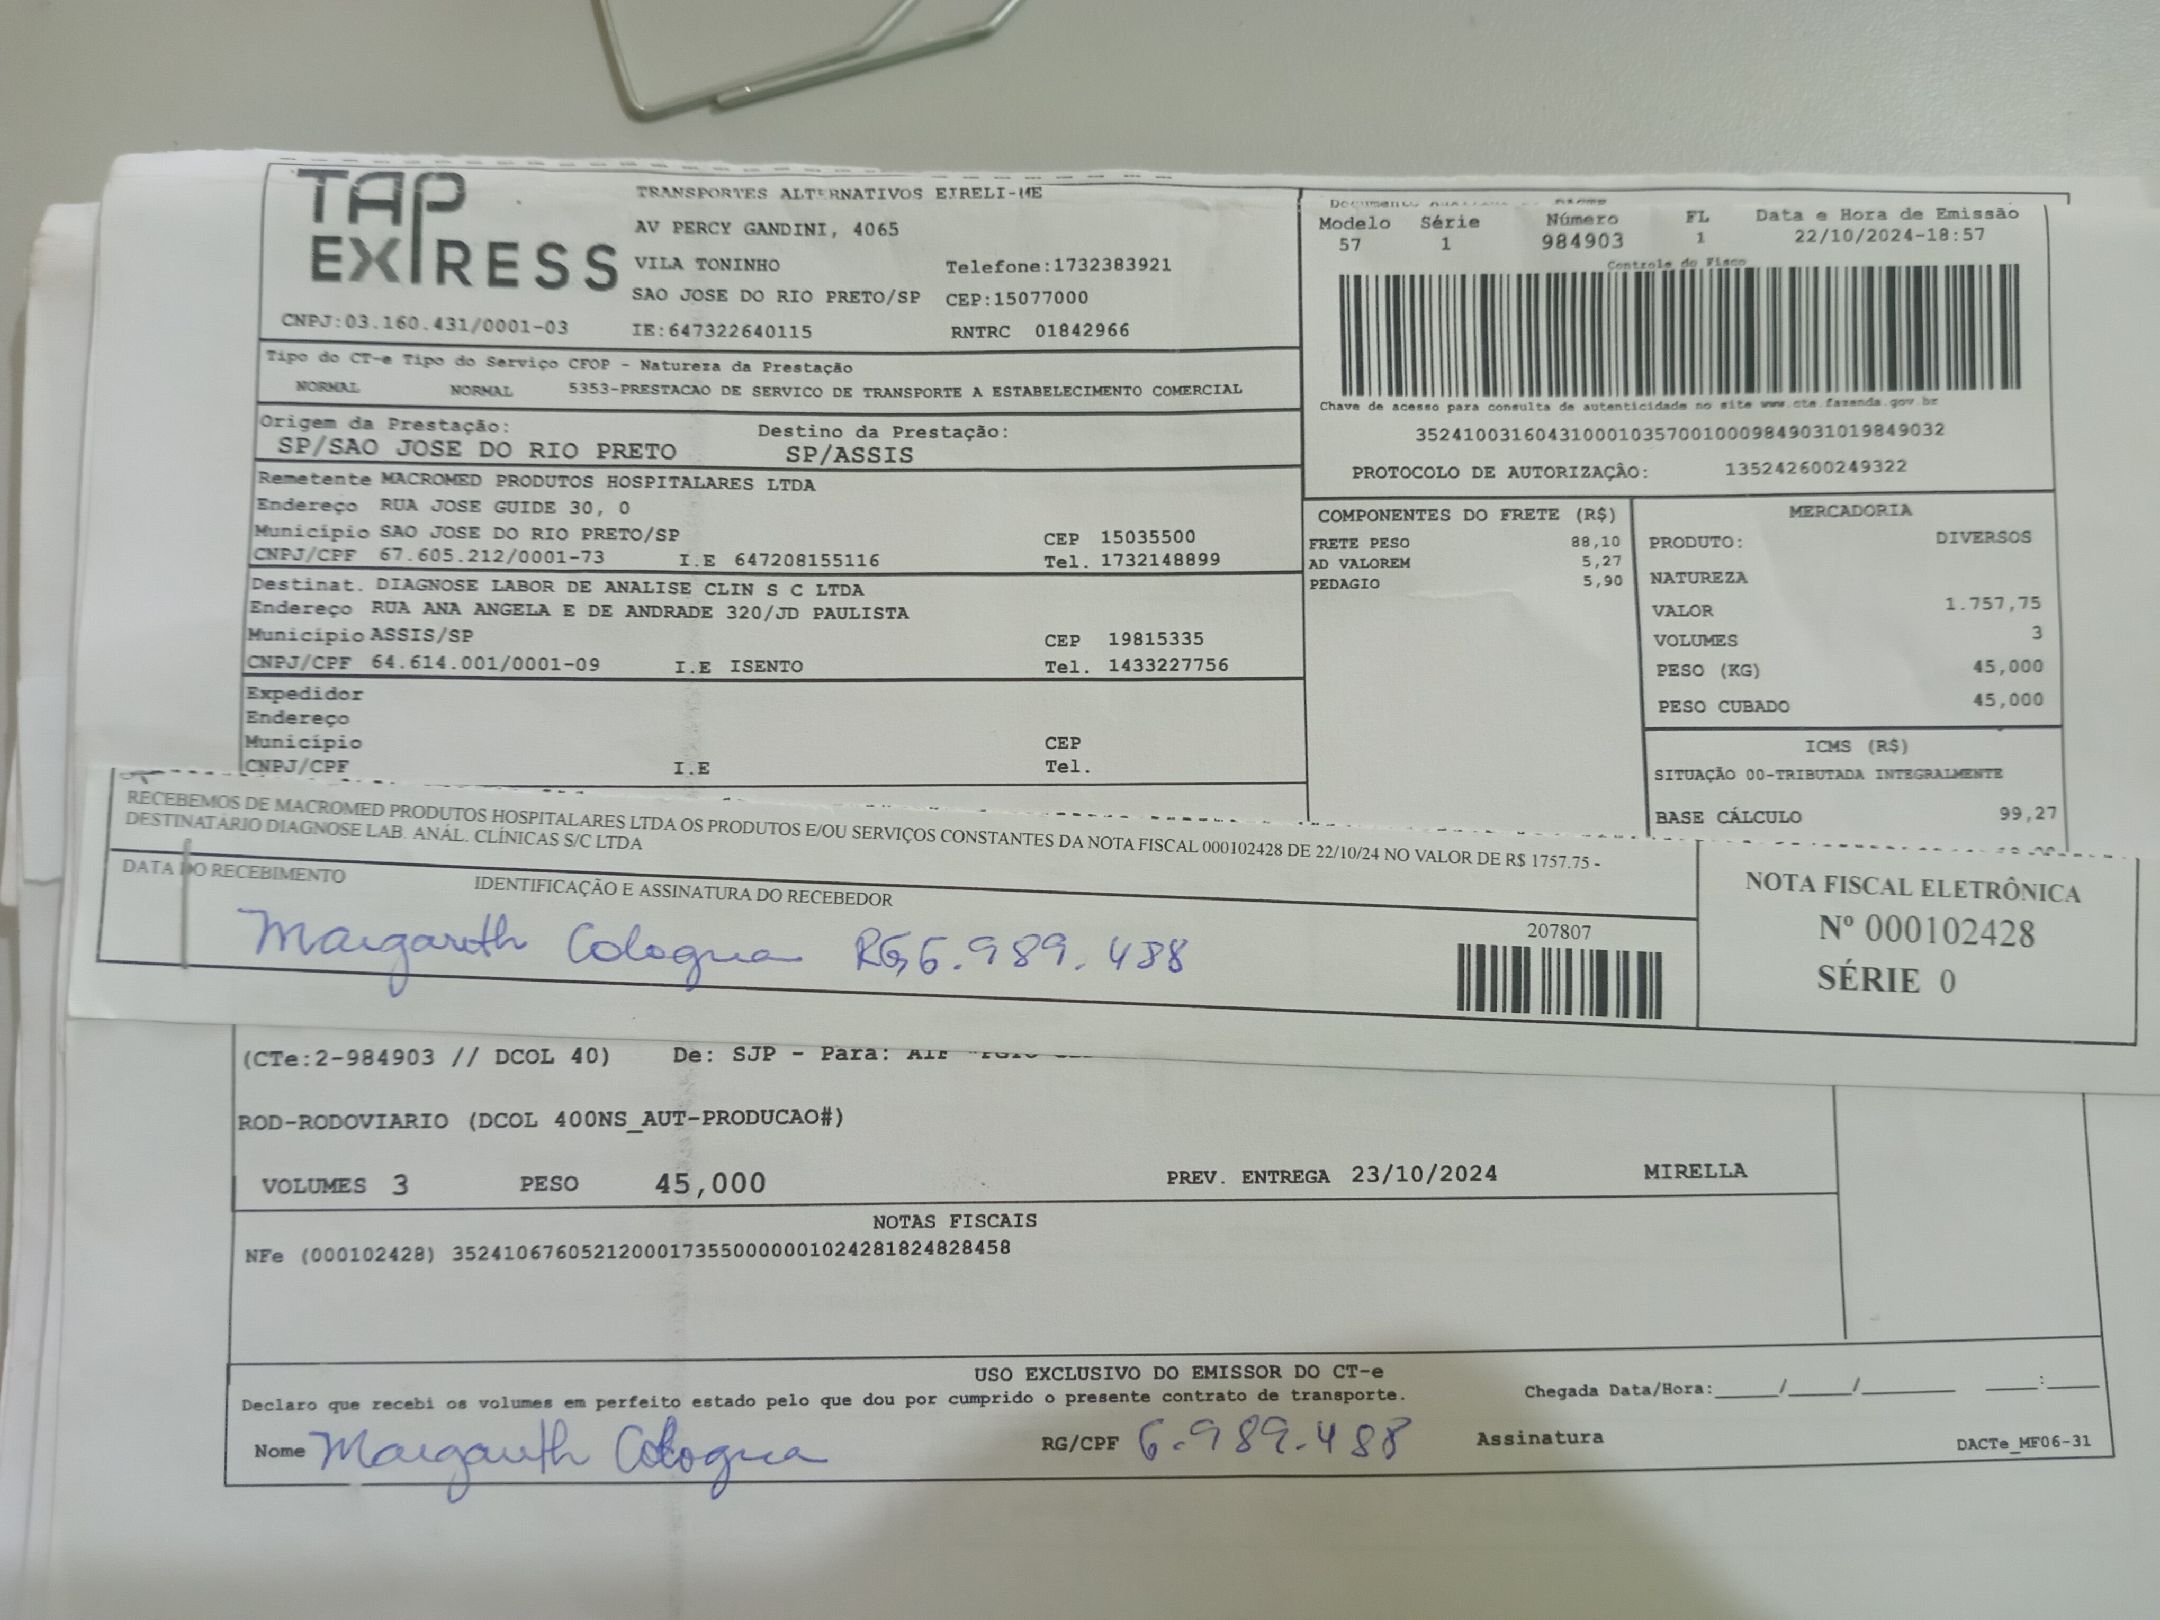 TAP EXPRESS
TRANSPORTES ALTERNATIVOS EIRELI-ME
AV PERCY GANDINI, 4065
VILA TONINHO Telefone:1732383921
SAO JOSE DO RIO PRETO/SP CEP:15077000
CNPJ:03.160.431/0001-03 IE:647322640115 RNTRC 01842966
Tipo do CT-e Tipo do Serviço CFOP - Natureza da Prestação
NORMAL NORMAL 5353-PRESTACAO DE SERVICO DE TRANSPORTE A ESTABELECIMENTO COMERCIAL
Origem da Prestação: Destino da Prestação:
SP/SAO JOSE DO RIO PRETO SP/ASSIS
Remetente MACROMED PRODUTOS HOSPITALARES LTDA
Endereço RUA JOSE GUIDE 30, 0
Município SAO JOSE DO RIO PRETO/SP CEP 15035500
CNPJ/CPF 67.605.212/0001-73 I.E 647208155116 Tel. 1732148899
Destinat. DIAGNOSE LABOR DE ANALISE CLIN S C LTDA
Endereço RUA ANA ANGELA E DE ANDRADE 320/JD PAULISTA
Município ASSIS/SP CEP 19815335
CNPJ/CPF 64.614.001/0001-09 I.E ISENTO Tel. 1433227756
Expedidor
Endereço
Município CEP
CNPJ/CPF I.E Tel.
Documento
Modelo Série Número FL Data e Hora de Emissão
57 1 984903 1 22/10/2024-18:57
Controle do Fisco
Chave de acesso para consulta de autenticidade no site www.cte.fazenda.gov.br
35241003160431000103570010009849031019849032
PROTOCOLO DE AUTORIZAÇÃO: 135242600249322
COMPONENTES DO FRETE (R$)
FRETE PESO 88,10
AD VALOREM 5,27
PEDAGIO 5,90
MERCADORIA
PRODUTO: DIVERSOS
NATUREZA
VALOR 1.757,75
VOLUMES 3
PESO (KG) 45,000
PESO CUBADO 45,000
ICMS (R$)
SITUAÇÃO 00-TRIBUTADA INTEGRALMENTE
BASE CÁLCULO 99,27
RECEBEMOS DE MACROMED PRODUTOS HOSPITALARES LTDA OS PRODUTOS E/OU SERVIÇOS CONSTANTES DA NOTA FISCAL 000102428 DE 22/10/24 NO VALOR DE R$ 1757.75 -
DESTINATÁRIO DIAGNOSE LAB. ANÁL. CLÍNICAS S/C LTDA
DATA DO RECEBIMENTO IDENTIFICAÇÃO E ASSINATURA DO RECEBEDOR
Margareth Cologna RG 6.989.488
207807
NOTA FISCAL ELETRÔNICA
Nº 000102428
SÉRIE 0
(CTe:2-984903 // DCOL 40) De: SJP - Para:
ROD-RODOVIARIO (DCOL 400NS_AUT-PRODUCAO#)
VOLUMES 3 PESO 45,000 PREV. ENTREGA 23/10/2024 MIRELLA
NOTAS FISCAIS
NFe (000102428) 35241067605212000173550000001024281824828458
USO EXCLUSIVO DO EMISSOR DO CT-e
Declaro que recebi os volumes em perfeito estado pelo que dou por cumprido o presente contrato de transporte. Chegada Data/Hora:_____/_____/_______ ____:____
Nome Margareth Cologna RG/CPF 6.989.488 Assinatura DACTe_MF06-31